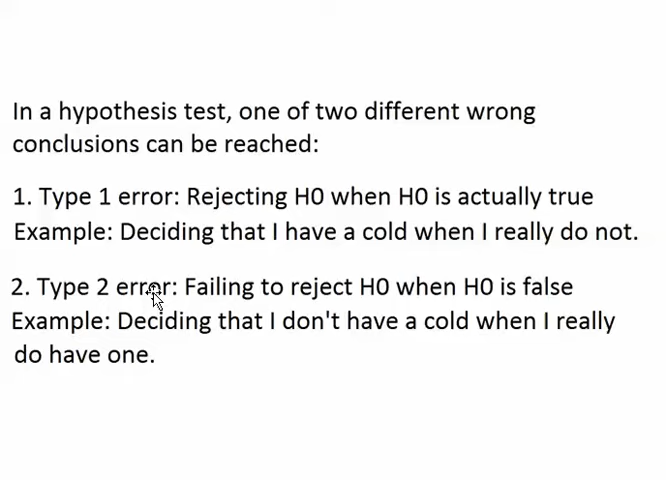 In a hypothesis test, one of two different wrong
conclusions can be reached:
1. Type 1 error: Rejecting H0 when H0 is actually true
Example: Deciding that I have a cold when I really do not.
2. Type 2 error: Failing to reject H0 when H0 is false
Example: Deciding that I don't have a cold when I really
do have one.